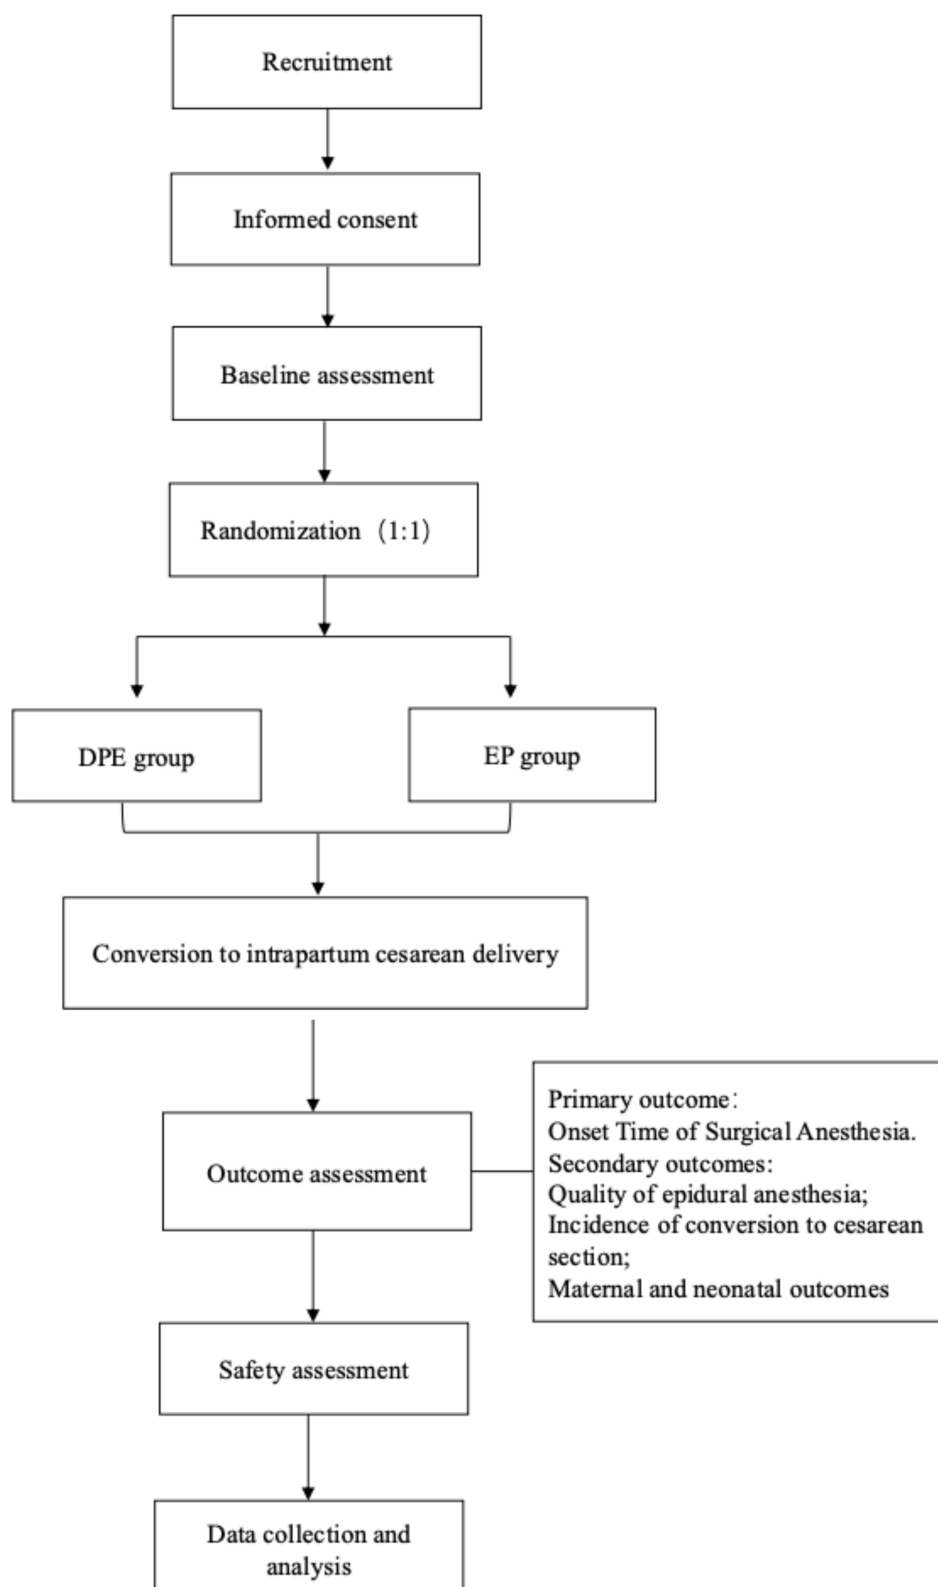 Recruitment
Informed consent
Baseline assessment
Randomization（1:1）
DPE group
EP group
Conversion to intrapartum cesarean delivery
Outcome assessment
Primary outcome：
Onset Time of Surgical Anesthesia.
Secondary outcomes:
Quality of epidural anesthesia;
Incidence of conversion to cesarean
section;
Maternal and neonatal outcomes
Safety assessment
Data collection and
analysis